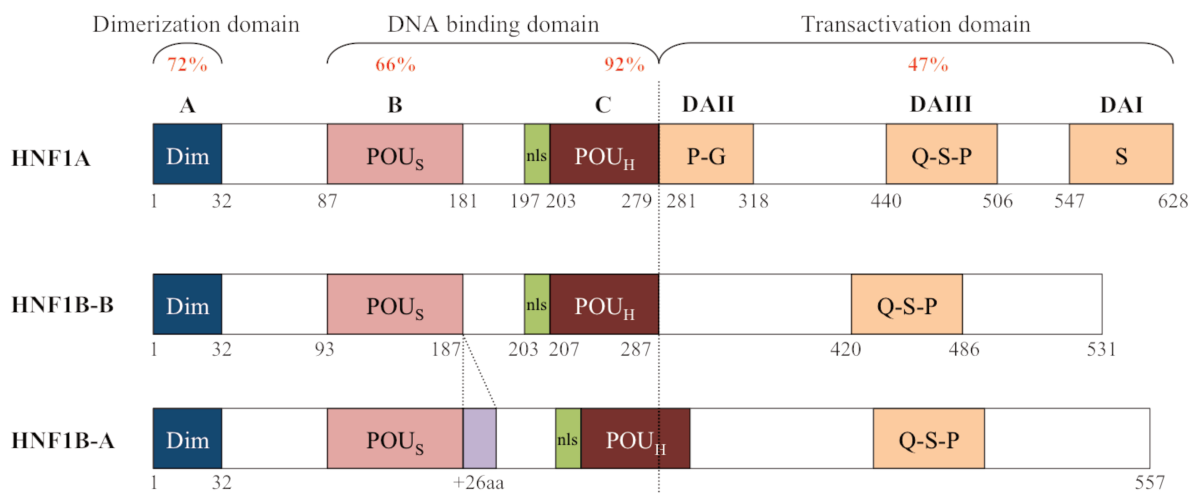 Dimerization domain DNA binding domain Transactivation domain
72% 66% 92% 47%
A B C DAII DAIII DAI
HNF1A Dim POUS nls POUH P-G Q-S-P S
1 32 87 181 197 203 279 281 318 440 506 547 628
HNF1B-B Dim POUS nls POUH Q-S-P
1 32 93 187 203 207 287 420 486 531
HNF1B-A Dim POUS nls POUH Q-S-P
1 32 +26aa 557